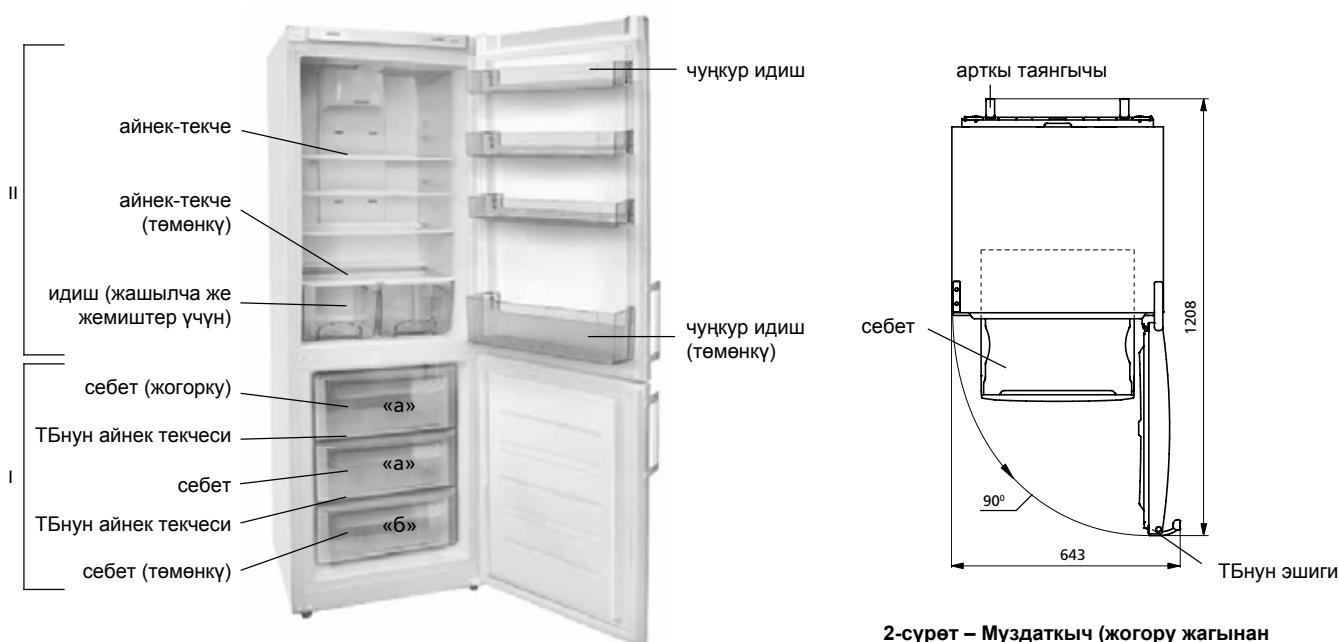 чуңкур идиш
айнек-текче
II
айнек-текче
(төмөнкү)
идиш (жашылча же
жемиштер үчүн)
чуңкур идиш
(төмөнкү)
себет (жогорку)
«а»
ТБнун айнек текчеси
«а»
I
себет
ТБнун айнек текчеси
«б»
себет (төмөнкү)
арткы таянгычы
себет
1208
90⁰
643
ТБнун эшиги
2-сүрөт – Муздаткыч (жогору жагынан